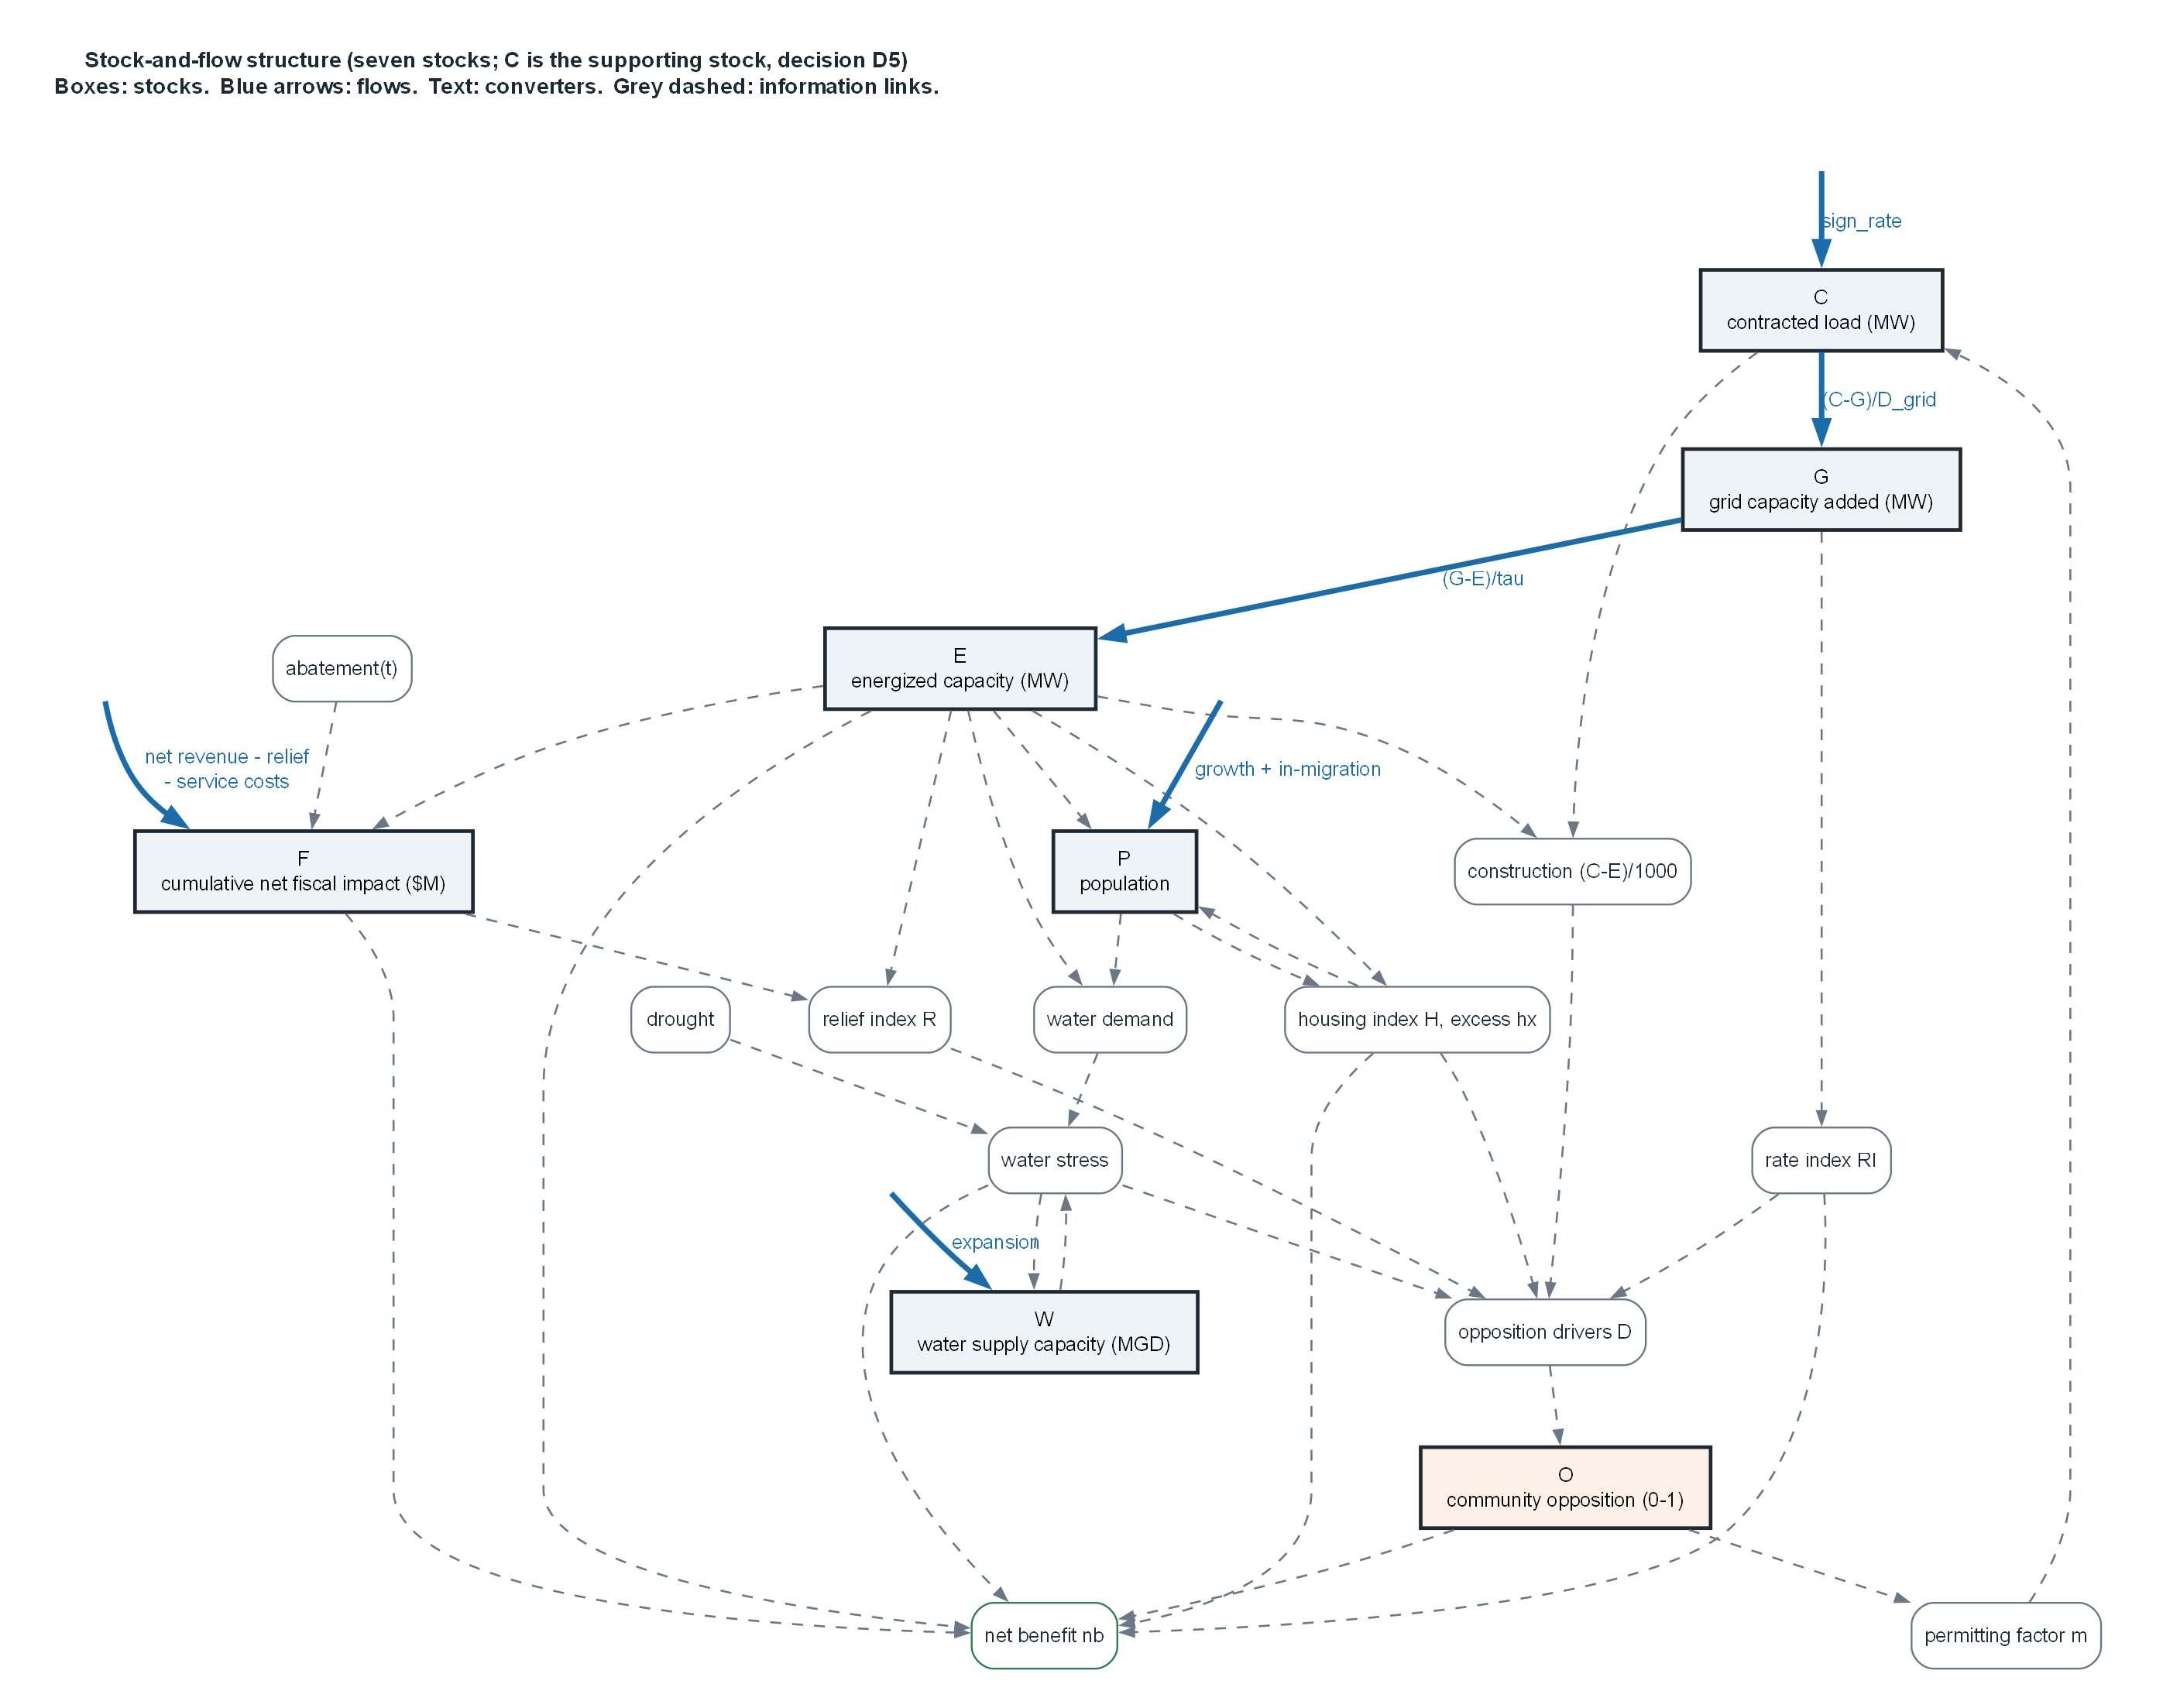 Stock-and-flow structure (seven stocks; C is the supporting stock, decision D5)
Boxes: stocks. Blue arrows: flows. Text: converters. Grey dashed: information links.
sign_rate
C
contracted load (MW)
(C-G)/D_grid
G
grid capacity added (MW)
(G-E)/tau
E
energized capacity (MW)
abatement(t)
net revenue - relief
- service costs
growth + in-migration
F
cumulative net fiscal impact ($M)
P
population
construction (C-E)/1000
drought
relief index R
water demand
housing index H, excess hx
water stress
rate index RI
expansion
W
water supply capacity (MGD)
opposition drivers D
O
community opposition (0-1)
net benefit nb
permitting factor m